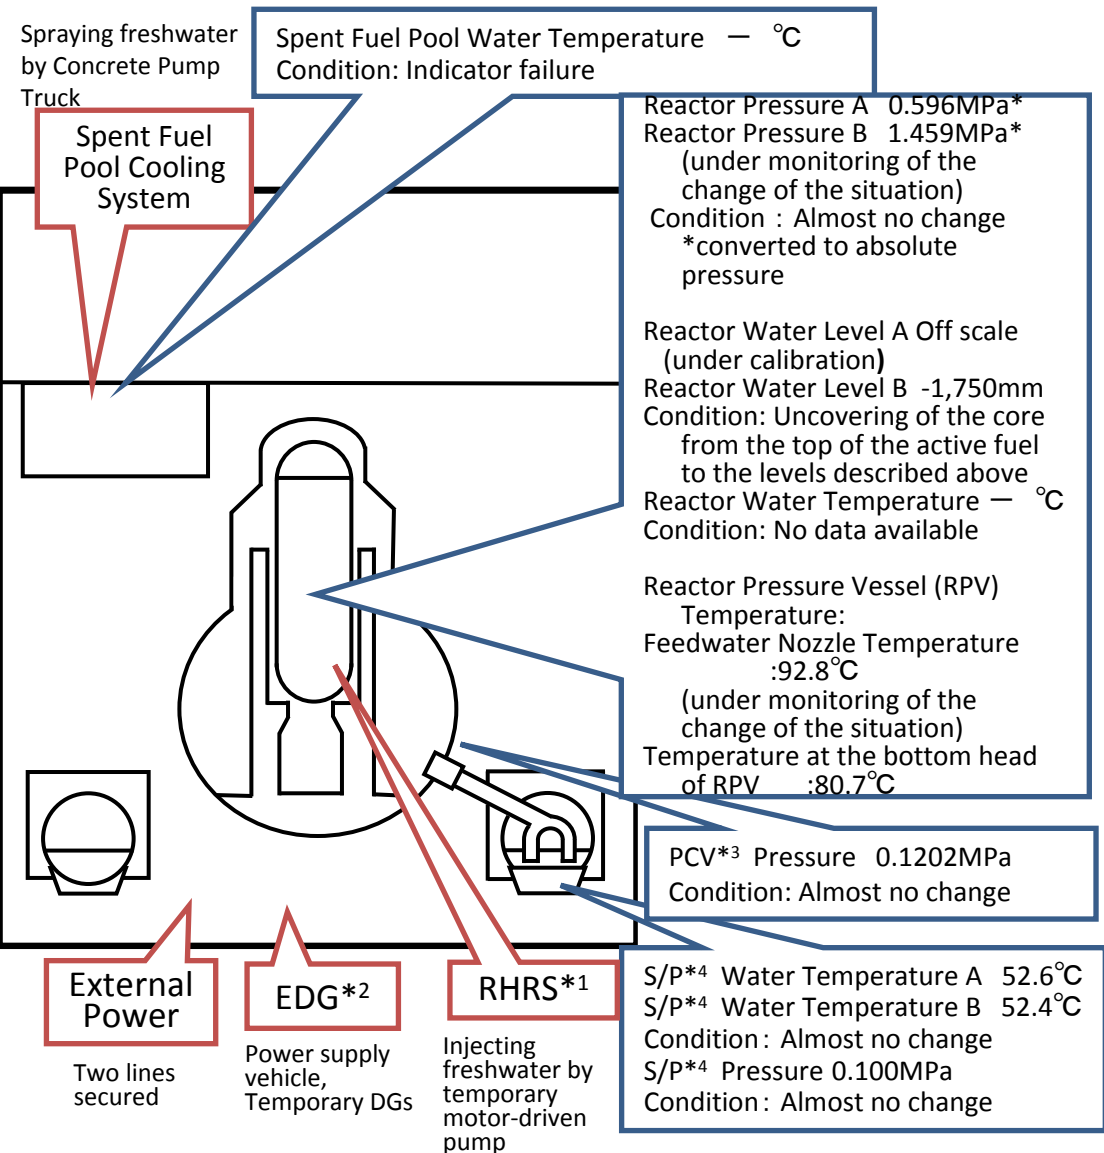 Spraying freshwater
by Concrete Pump
Truck
Spent Fuel Pool Water Temperature － ℃
Condition: Indicator failure
Spent Fuel
Pool Cooling
System
Reactor Pressure A 0.596MPa*
Reactor Pressure B 1.459MPa*
(under monitoring of the
change of the situation)
Condition : Almost no change
*converted to absolute
pressure
Reactor Water Level A Off scale
(under calibration)
Reactor Water Level B -1,750mm
Condition: Uncovering of the core
from the top of the active fuel
to the levels described above
Reactor Water Temperature － ℃
Condition: No data available
Reactor Pressure Vessel (RPV)
Temperature:
Feedwater Nozzle Temperature
:92.8℃
(under monitoring of the
change of the situation)
Temperature at the bottom head
of RPV :80.7℃
PCV*3 Pressure 0.1202MPa
Condition: Almost no change
S/P*4 Water Temperature A 52.6℃
S/P*4 Water Temperature B 52.4℃
Condition : Almost no change
S/P*4 Pressure 0.100MPa
Condition : Almost no change
External
Power
Two lines
secured
EDG*2
Power supply
vehicle,
Temporary DGs
RHRS*1
Injecting
freshwater by
temporary
motor-driven
pump